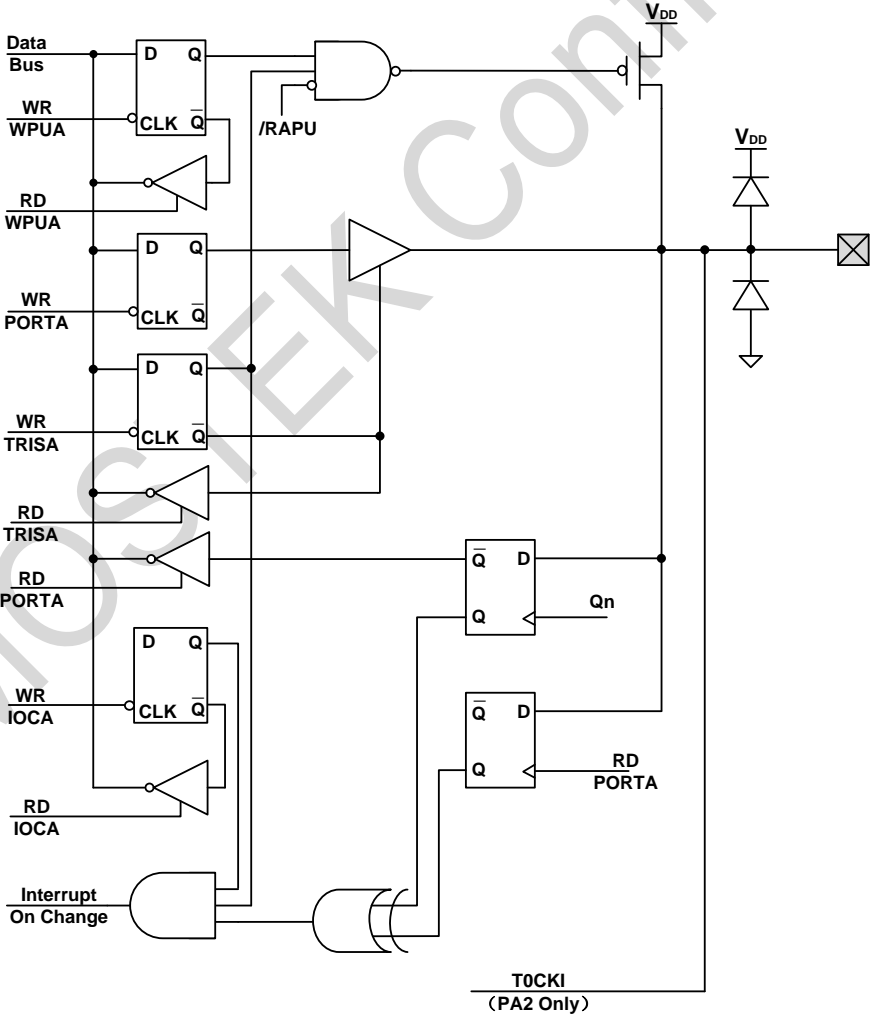 VDD
Data
Bus
D Q
WR
WPUA
CLK Q
/RAPU
RD
WPUA
VDD
D Q
WR
PORTA
CLK Q
D Q
WR
TRISA
CLK Q
RD
TRISA
RD
PORTA
Q D
Qn
Q
D Q
WR
IOCA
CLK Q
Q D
Q
RD
PORTA
RD
IOCA
Interrupt
On Change
T0CKI
（PA2 Only）